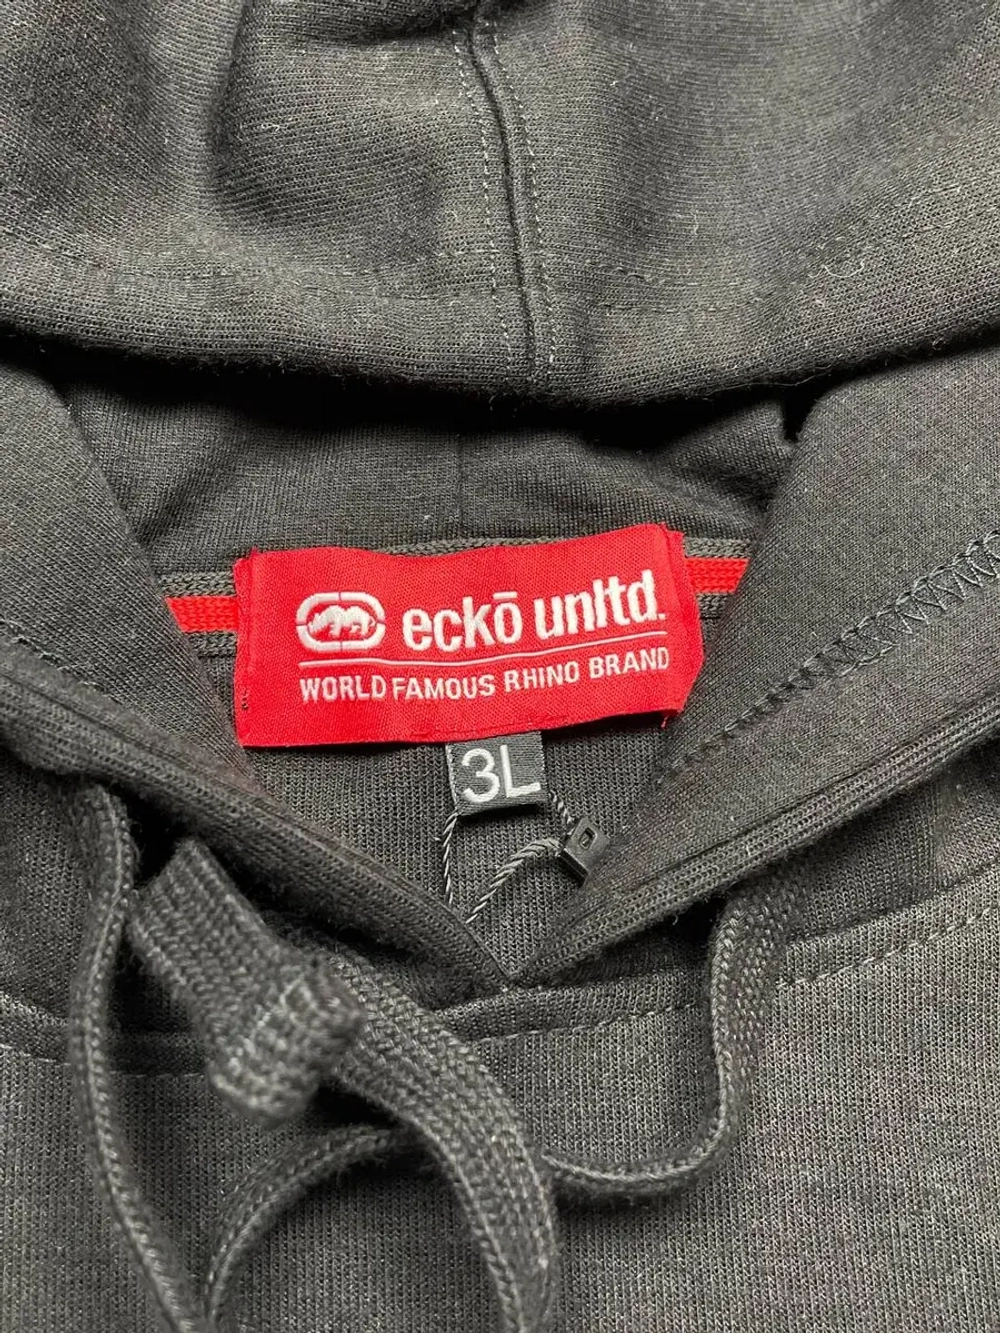 eckō unltd.
WORLD FAMOUS RHINO BRAND
3L